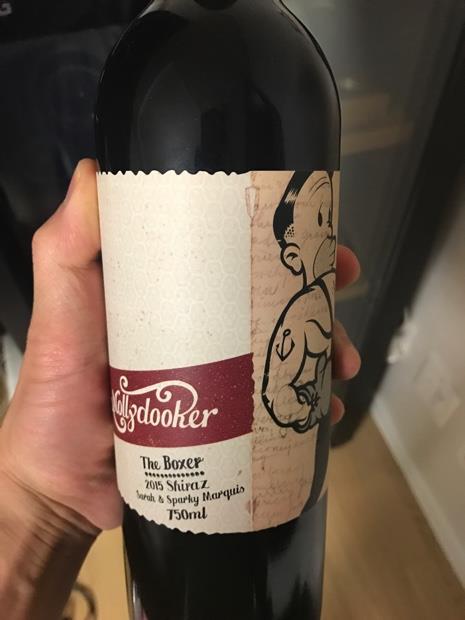 Mollydooker
The Boxer
2015 Shiraz
Sarah & Sparky Marquis
750ml